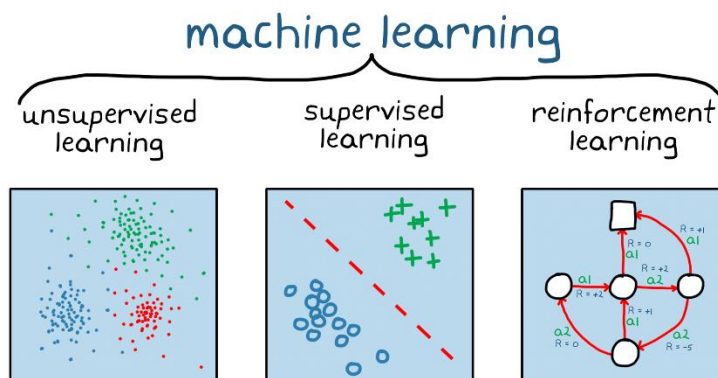 machine learning
unsupervised
learning
supervised
learning
reinforcement
learning
R = +1
a1
R = 0
a1
R = +2
a1
a2
R = +2
R = +1
a1
a2
R = 0
a2
R = -5